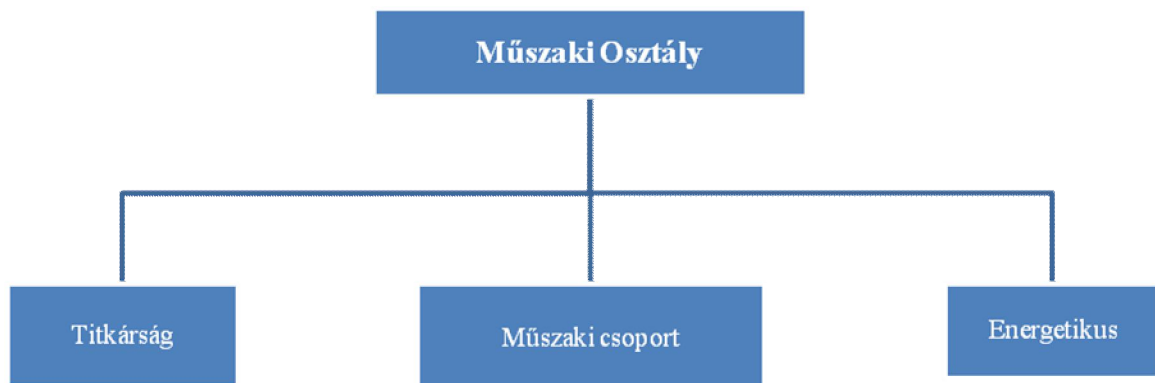 Műszaki Osztály
Titkárság
Műszaki csoport
Energetikus